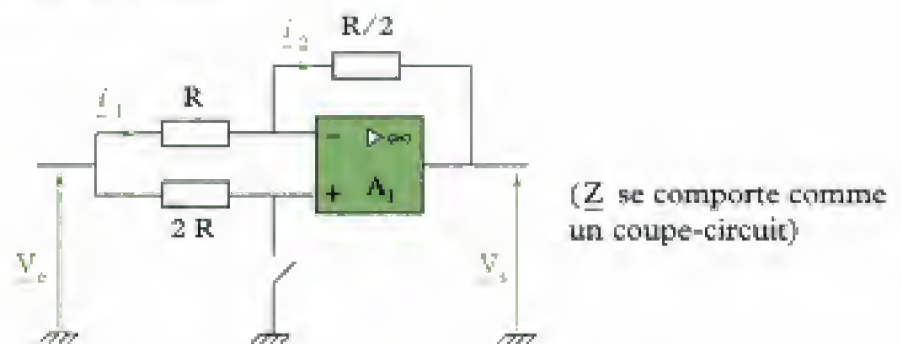 R/2
i₂
i₁
R
- ▷∞
+ A₁
2 R
(Z se comporte comme
un coupe-circuit)
Vₑ
Vₛ